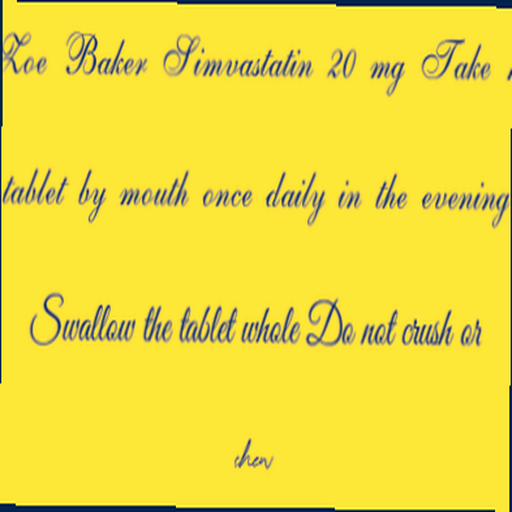 Zoe Baker Simvastatin 20 mg Take
tablet by mouth once daily in the evening
Swallow the tablet whole Do not crush or
chew